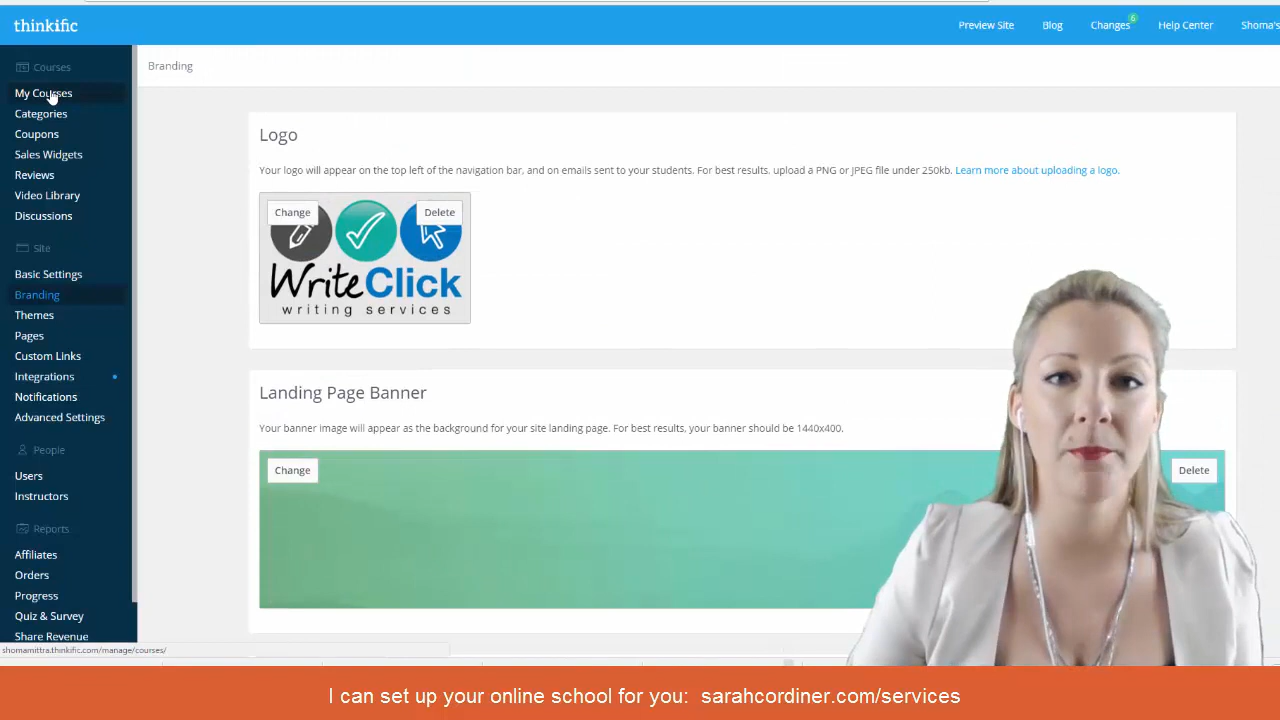 thinkific
Preview Site
Blog
Changes
6
Help Center
Shoma's
Courses
My Courses
Categories
Coupons
Sales Widgets
Reviews
Video Library
Discussions
Site
Basic Settings
Branding
Themes
Pages
Custom Links
Integrations
Notifications
Advanced Settings
People
Users
Instructors
Reports
Affiliates
Orders
Progress
Quiz & Survey
Share Revenue
shomamittra.thinkific.com/manage/courses/
Branding
Logo
Your logo will appear on the top left of the navigation bar, and on emails sent to your students. For best results, upload a PNG or JPEG file under 250kb. Learn more about uploading a logo.
Change
Delete
WriteClick
writing services
Landing Page Banner
Your banner image will appear as the background for your site landing page. For best results, your banner should be 1440x400.
Change
Delete
I can set up your online school for you: sarahcordiner.com/services